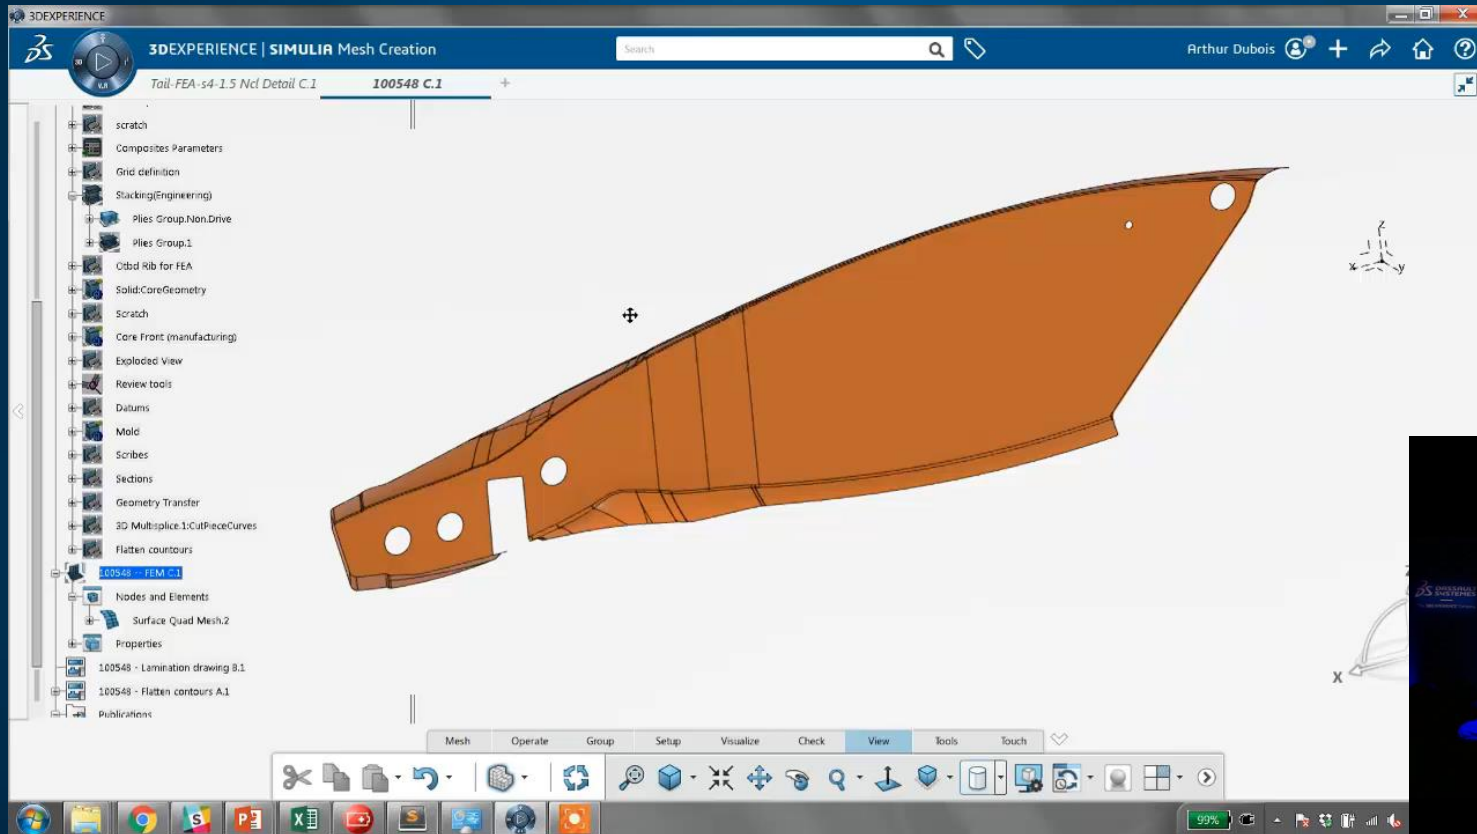 3DEXPERIENCE
3DEXPERIENCE | SIMULIA Mesh Creation
Search
Arthur Dubois
3D
V.R
Tail-FEA-s4-1.5 Ncl Detail C.1
100548 C.1
scratch
Composites Parameters
Grid definition
Stacking(Engineering)
Plies Group.Non.Drive
Plies Group.1
Otbd Rib for FEA
Solid:CoreGeometry
Scratch
Core Front (manufacturing)
Exploded View
Review tools
Datums
Mold
Scribes
Sections
Geometry Transfer
3D Multisplice.1:CutPieceCurves
Flatten countours
100548 -- FEM C.1
Nodes and Elements
Surface Quad Mesh.2
Properties
100548 - Lamination drawing B.1
100548 - Flatten contours A.1
Publications
z
x
y
X
DASSAULT SYSTEMES
Mesh
Operate
Group
Setup
Visualize
Check
View
Tools
Touch
99%